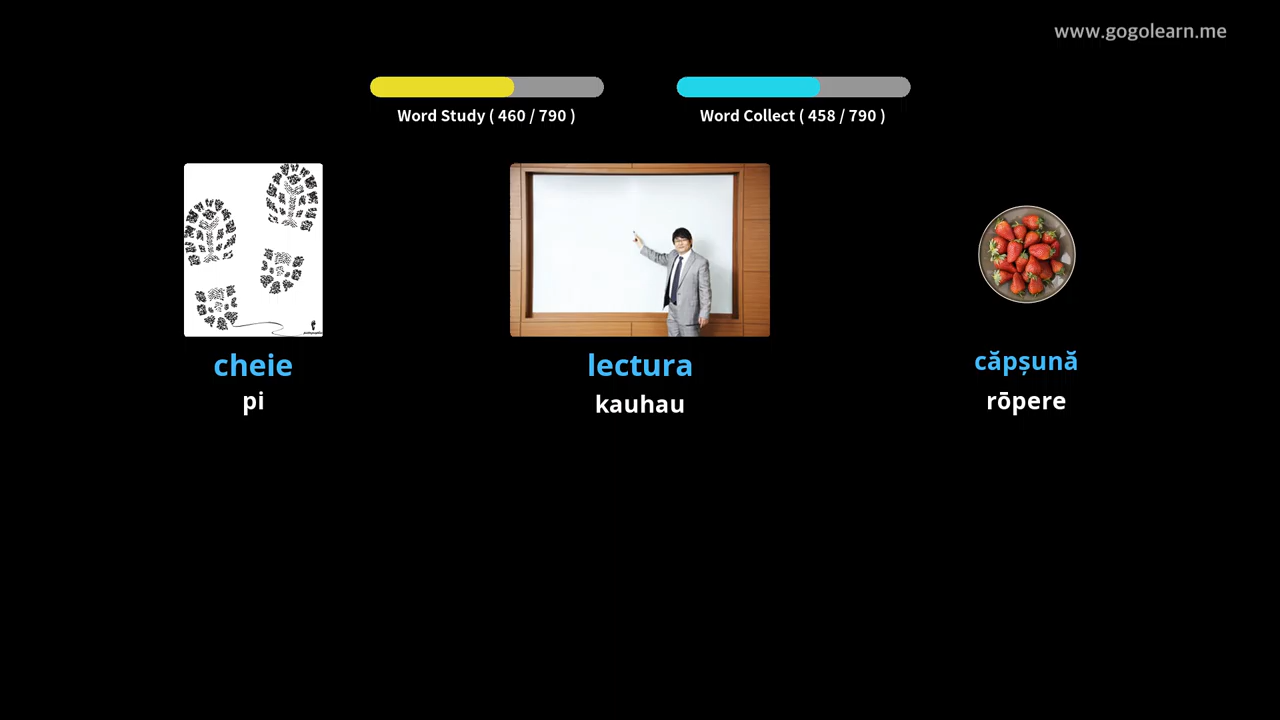 www.gogolearn.me
Word Study ( 460 / 790 )
Word Collect ( 458 / 790 )
cheie
pi
lectura
kauhau
căpșună
rōpere